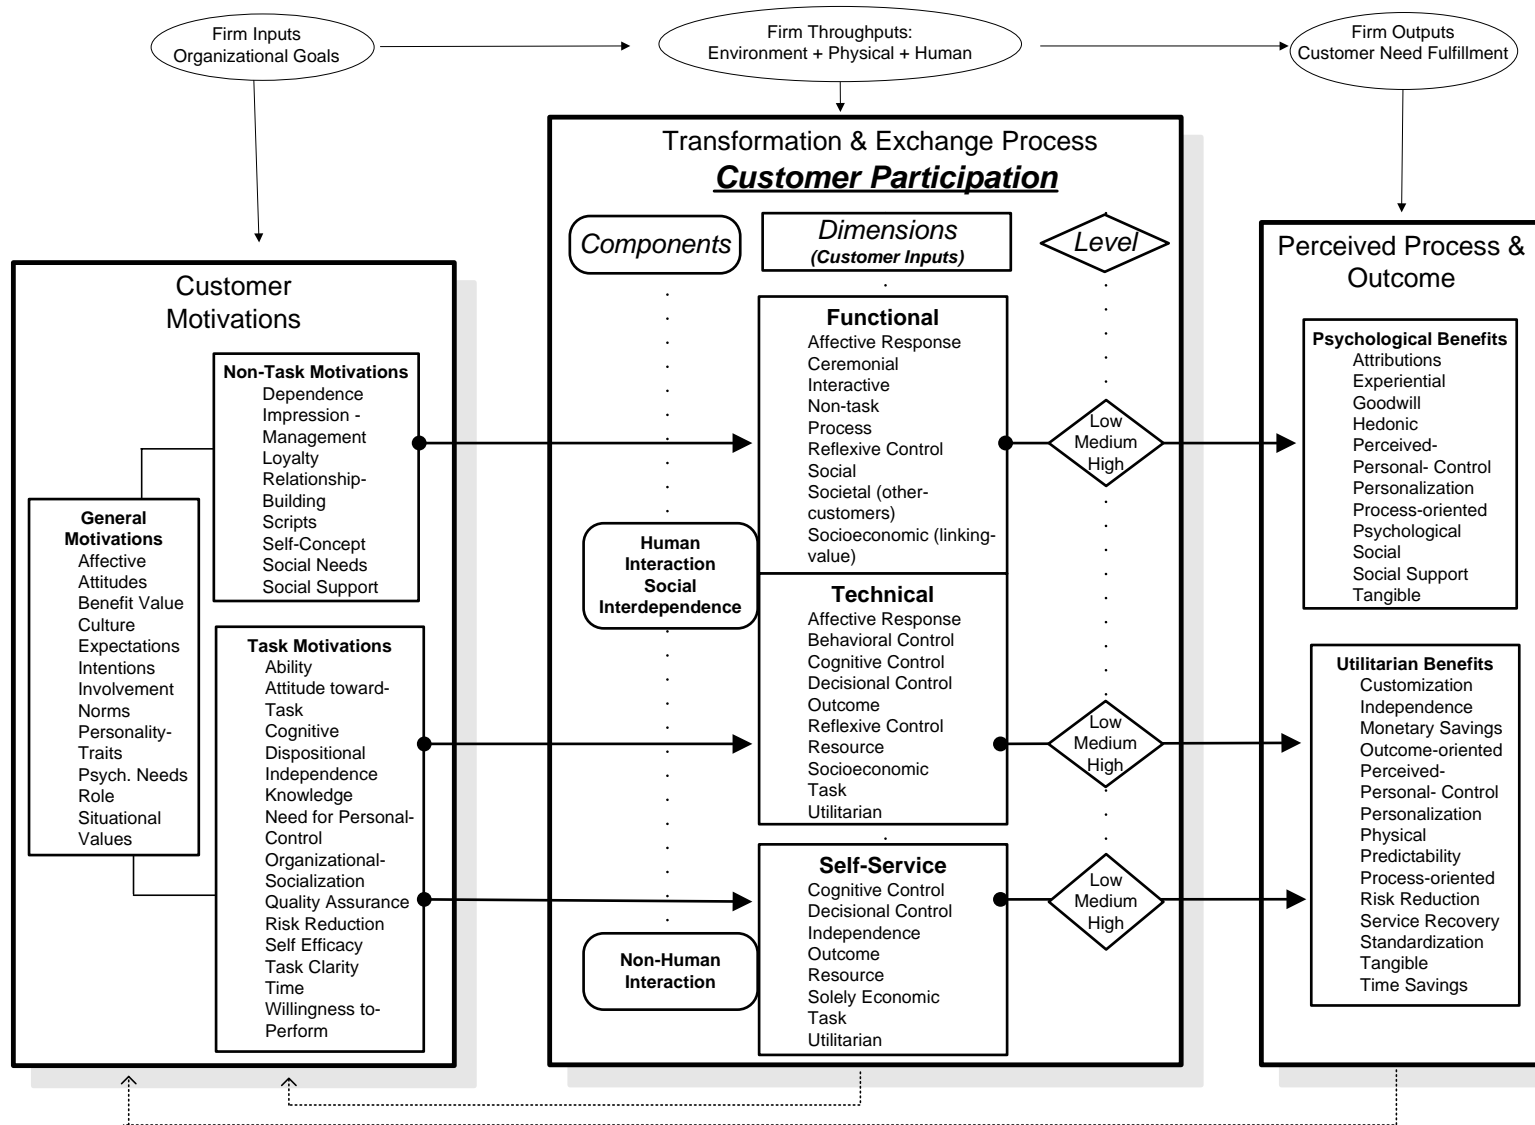 Firm Inputs
Organizational Goals
Firm Throughputs:
Environment + Physical + Human
Firm Outputs
Customer Need Fulfillment
Customer
Motivations
Non-Task Motivations
Dependence
Impression -
Management
Loyalty
Relationship-
Building
Scripts
Self-Concept
Social Needs
Social Support
General
Motivations
Affective
Attitudes
Benefit Value
Culture
Expectations
Intentions
Involvement
Norms
Personality-
Traits
Psych. Needs
Role
Situational
Values
Task Motivations
Ability
Attitude toward-
Task
Cognitive
Dispositional
Independence
Knowledge
Need for Personal-
Control
Organizational-
Socialization
Quality Assurance
Risk Reduction
Self Efficacy
Task Clarity
Time
Willingness to-
Perform
Transformation & Exchange Process
Customer Participation
Components
Dimensions
(Customer Inputs)
Level
Functional
Affective Response
Ceremonial
Interactive
Non-task
Process
Reflexive Control
Social
Societal (other-
customers)
Socioeconomic (linking-
value)
Human
Interaction
Social
Interdependence
Technical
Affective Response
Behavioral Control
Cognitive Control
Decisional Control
Outcome
Reflexive Control
Resource
Socioeconomic
Task
Utilitarian
Self-Service
Cognitive Control
Decisional Control
Independence
Outcome
Resource
Solely Economic
Task
Utilitarian
Non-Human
Interaction
Low
Medium
High
Low
Medium
High
Low
Medium
High
Perceived Process &
Outcome
Psychological Benefits
Attributions
Experiential
Goodwill
Hedonic
Perceived-
Personal- Control
Personalization
Process-oriented
Psychological
Social
Social Support
Tangible
Utilitarian Benefits
Customization
Independence
Monetary Savings
Outcome-oriented
Perceived-
Personal- Control
Personalization
Physical
Predictability
Process-oriented
Risk Reduction
Service Recovery
Standardization
Tangible
Time Savings